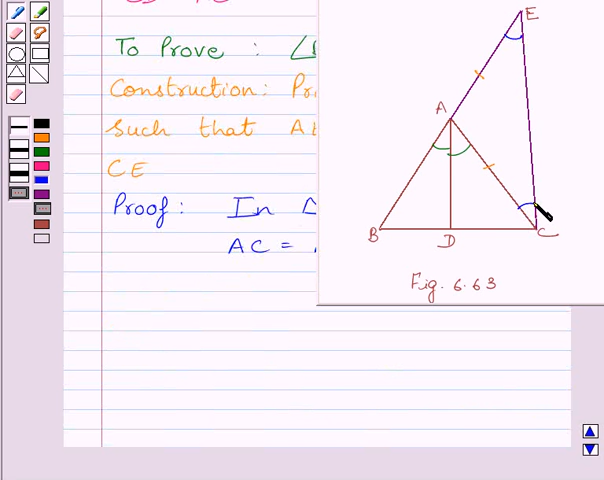 To Prove : ∠
Construction:
such that
CE
Proof: In
AC =
E
A
B
D
C
Fig. 6.63